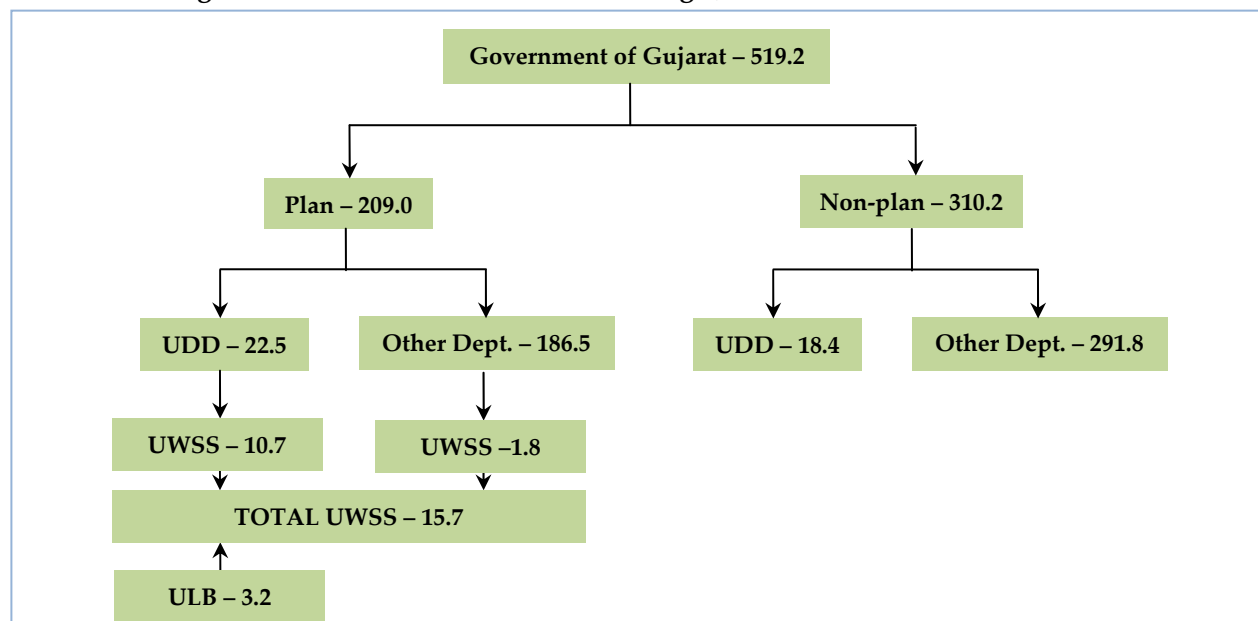 Government of Gujarat – 519.2
Plan – 209.0
Non-plan – 310.2
UDD – 22.5
Other Dept. – 186.5
UDD – 18.4
Other Dept. – 291.8
UWSS – 10.7
UWSS –1.8
TOTAL UWSS – 15.7
ULB – 3.2